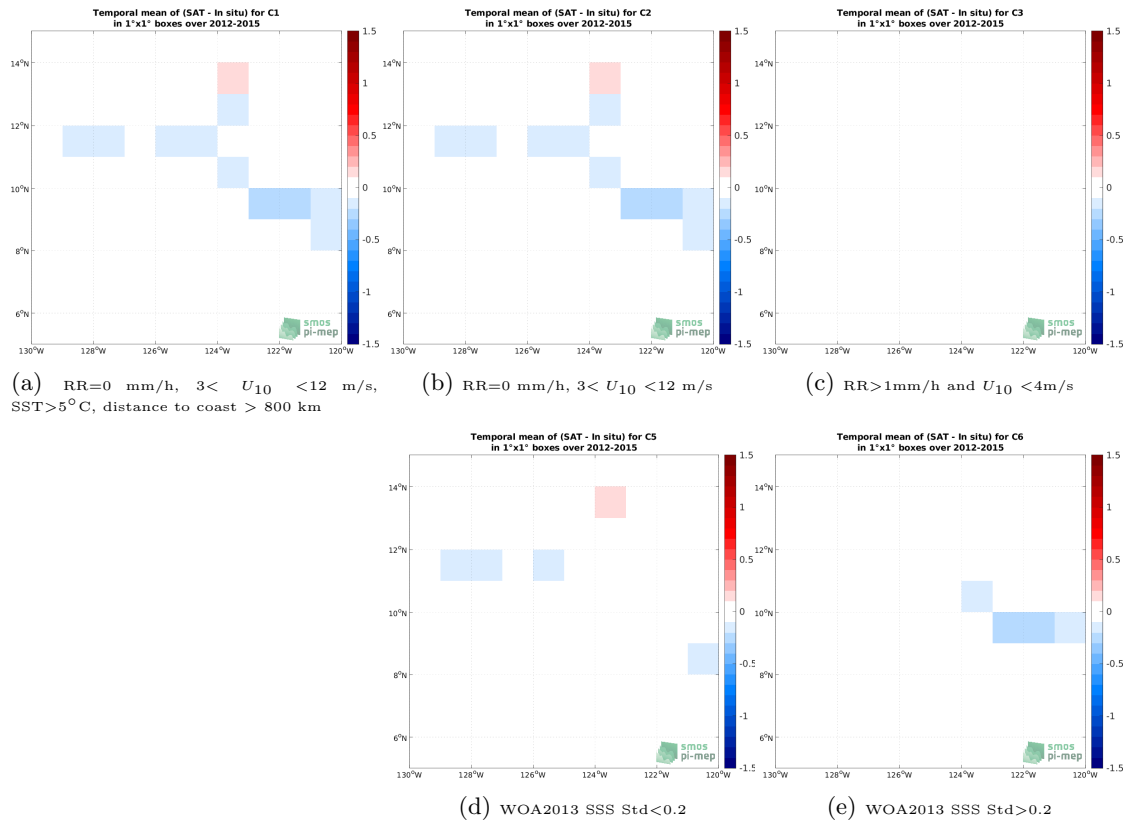 Temporal mean of (SAT - In situ) for C1
in 1°x1° boxes over 2012-2015
14°N
12°N
10°N
8°N
6°N
130°W 128°W 126°W 124°W 122°W 120°W
1.5
1
0.5
0
-0.5
-1
-1.5
smos
pi-mep
(a) RR=0 mm/h, 3< U10 <12 m/s,
SST>5°C, distance to coast > 800 km
Temporal mean of (SAT - In situ) for C2
in 1°x1° boxes over 2012-2015
14°N
12°N
10°N
8°N
6°N
130°W 128°W 126°W 124°W 122°W 120°W
1.5
1
0.5
0
-0.5
-1
-1.5
smos
pi-mep
(b) RR=0 mm/h, 3< U10 <12 m/s
Temporal mean of (SAT - In situ) for C3
in 1°x1° boxes over 2012-2015
14°N
12°N
10°N
8°N
6°N
130°W 128°W 126°W 124°W 122°W 120°W
1.5
1
0.5
0
-0.5
-1
-1.5
smos
pi-mep
(c) RR>1mm/h and U10 <4m/s
Temporal mean of (SAT - In situ) for C5
in 1°x1° boxes over 2012-2015
14°N
12°N
10°N
8°N
6°N
130°W 128°W 126°W 124°W 122°W 120°W
1.5
1
0.5
0
-0.5
-1
-1.5
smos
pi-mep
(d) WOA2013 SSS Std<0.2
Temporal mean of (SAT - In situ) for C6
in 1°x1° boxes over 2012-2015
14°N
12°N
10°N
8°N
6°N
130°W 128°W 126°W 124°W 122°W 120°W
1.5
1
0.5
0
-0.5
-1
-1.5
smos
pi-mep
(e) WOA2013 SSS Std>0.2